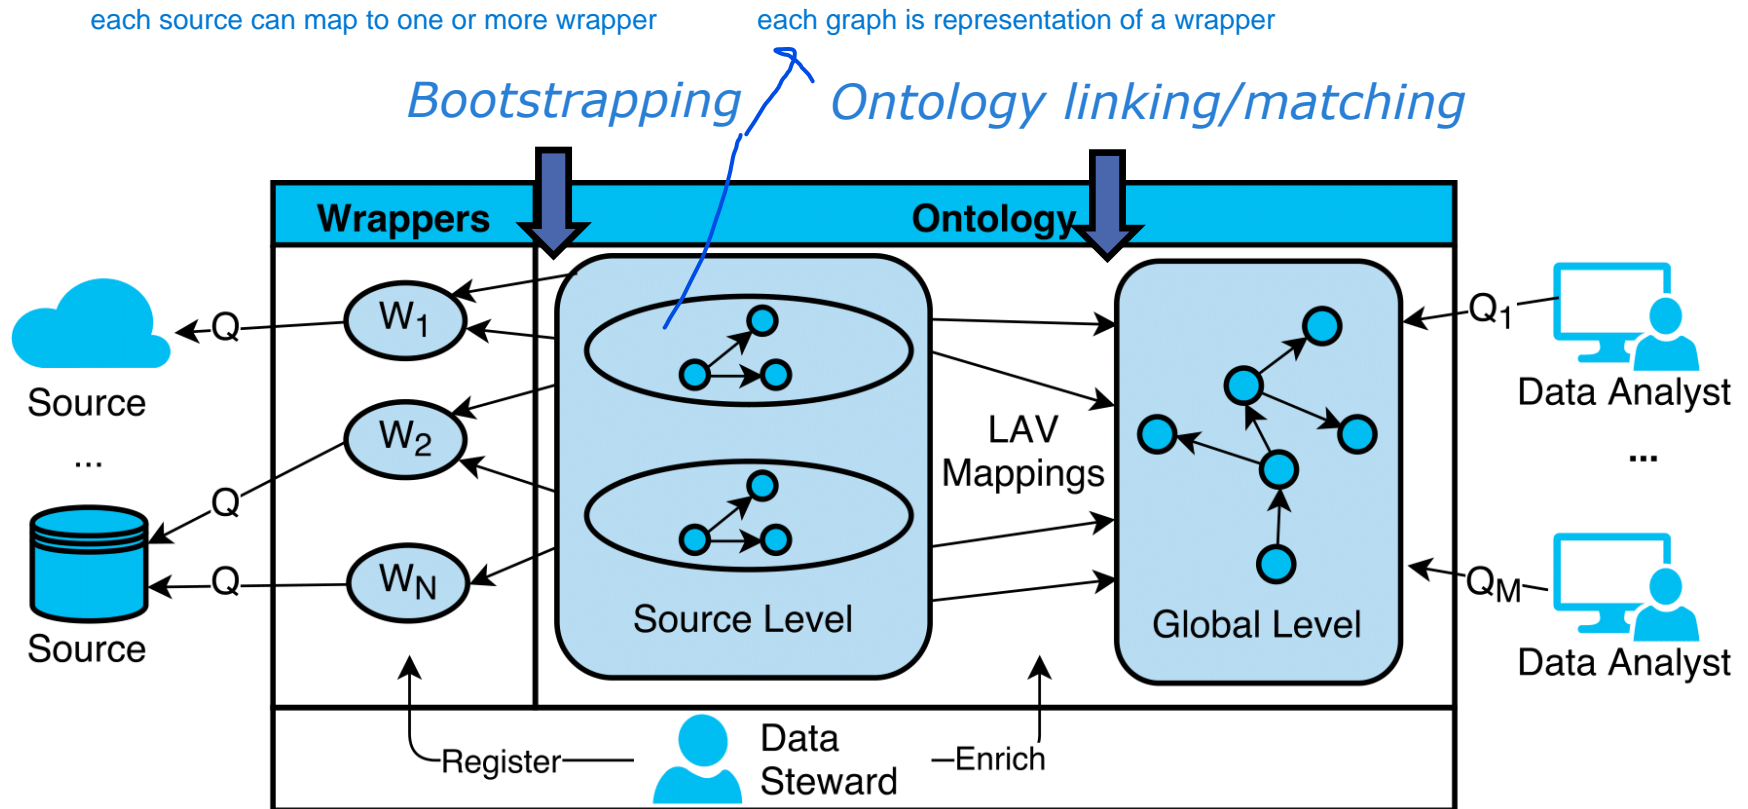 each source can map to one or more wrapper
each graph is representation of a wrapper
Bootstrapping
Ontology linking/matching
Wrappers
Ontology
Source
...
Source
Q
Q
Q
W1
W2
WN
Source Level
LAV
Mappings
Global Level
Q1
Data Analyst
...
QM
Data Analyst
Register
Data
Steward
Enrich